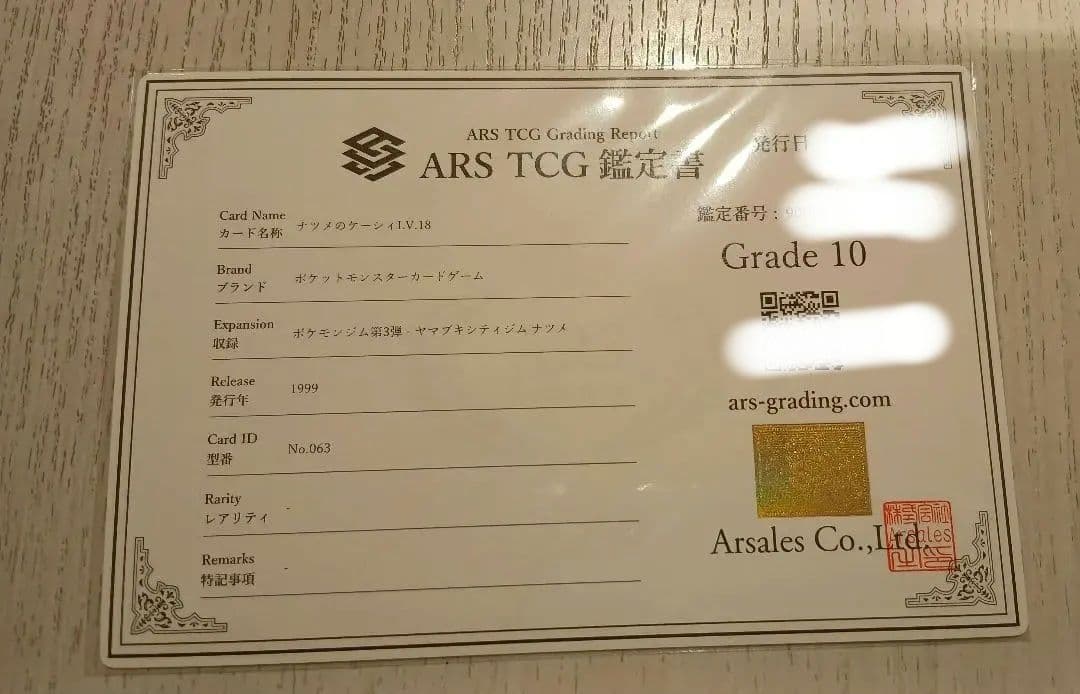 ARS TCG Grading Report
ARS TCG 鑑定書
発行日
鑑定番号：
Grade 10
Card Name
カード名称
ナツメのケーシィLV.18
Brand
ブランド
ポケットモンスターカードゲーム
Expansion
収録
ポケモンジム第3弾 - ヤマブキシティジム ナツメ
Release
発行年
1999
Card ID
型番
No.063
Rarity
レアリティ
-
Remarks
特記事項
-
ars-grading.com
Arsales Co.,Ltd.
株式会社
Arsales